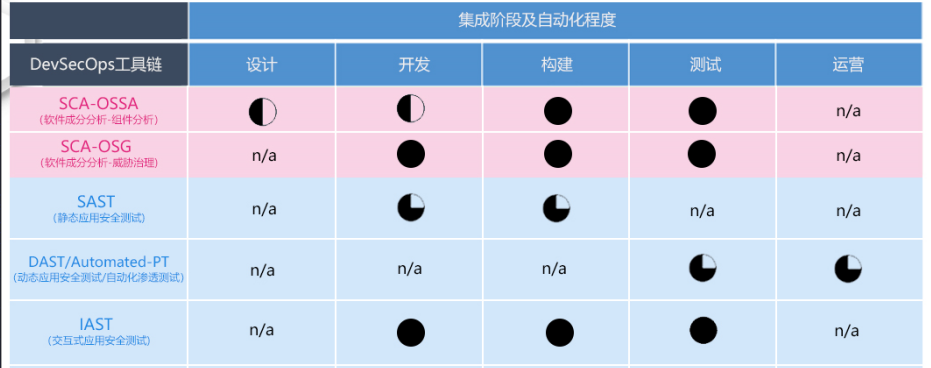 集成阶段及自动化程度
DevSecOps工具链 设计 开发 构建 测试 运营
SCA-OSSA
(软件成分分析-组件分析) n/a
SCA-OSG
(软件成分分析-威胁治理) n/a n/a
SAST
(静态应用安全测试) n/a n/a n/a
DAST/Automated-PT
(动态应用安全测试/自动化渗透测试) n/a n/a n/a
IAST
(交互式应用安全测试) n/a n/a